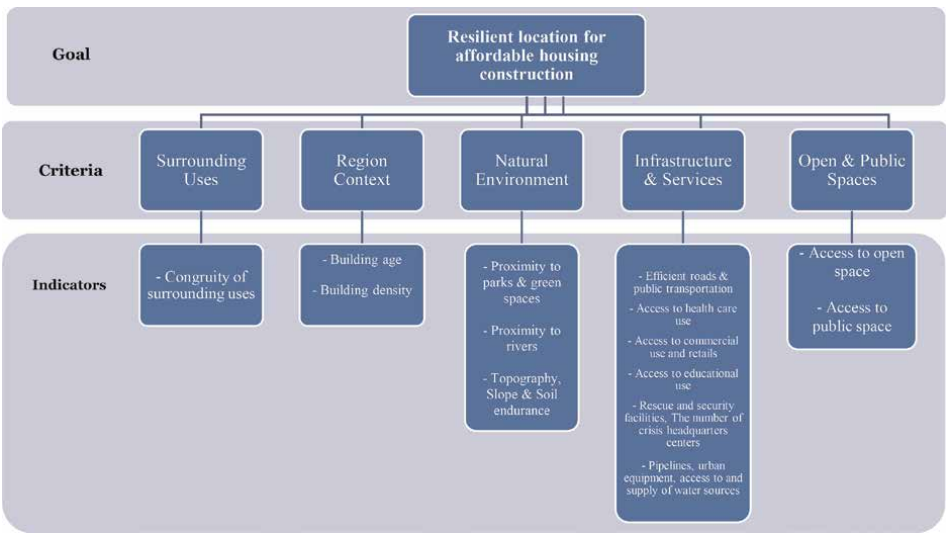 Goal
Resilient location for
affordable housing
construction
Criteria
Surrounding
Uses
Region
Context
Natural
Environment
Infrastructure
& Services
Open & Public
Spaces
Indicators
- Congruity of
surrounding uses
- Building age
- Building density
- Proximity to
parks & green
spaces
- Proximity to
rivers
- Topography,
Slope & Soil
endurance
- Efficient roads &
public transportation
- Access to health care
use
- Access to commercial
use and retails
- Access to educational
use
- Rescue and security
facilities, The number of
crisis headquarters
centers
- Pipelines, urban
equipment, access to and
supply of water sources
- Access to open
space
- Access to
public space